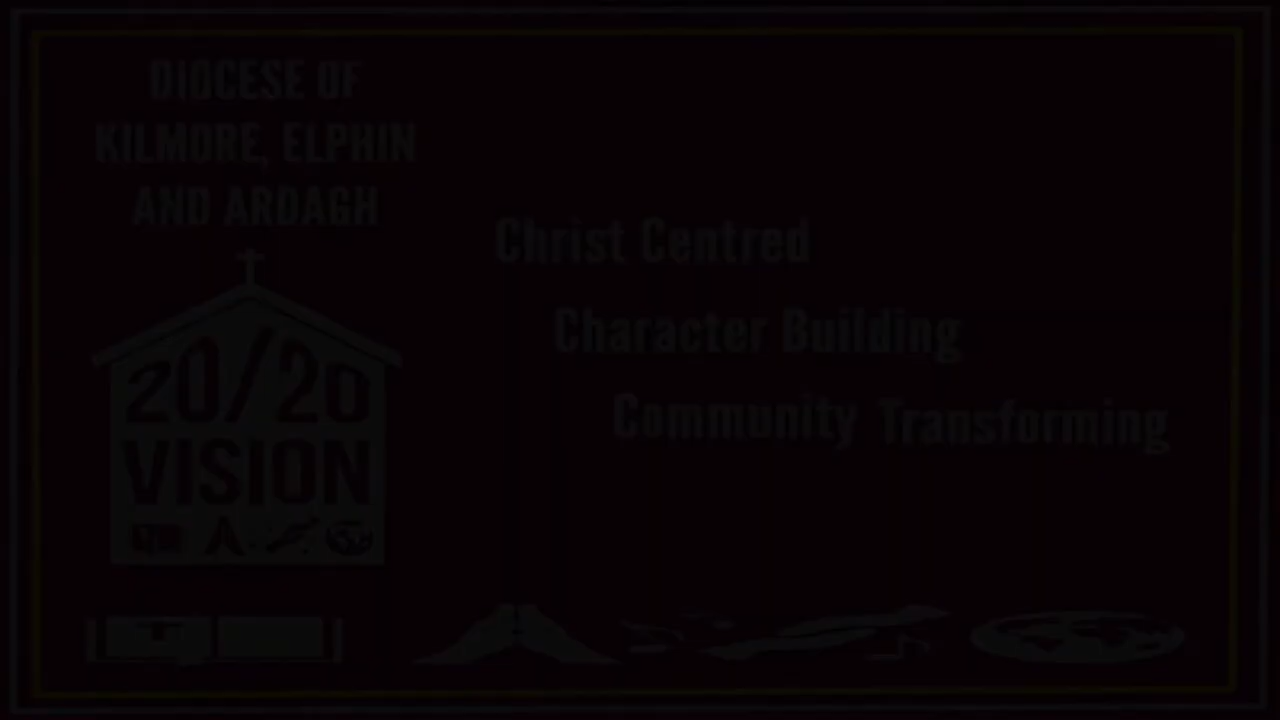 DIOCESE OF
KILMORE, ELPHIN
AND ARDAGH
20/20
VISION
Christ Centred
Character Building
Community Transforming